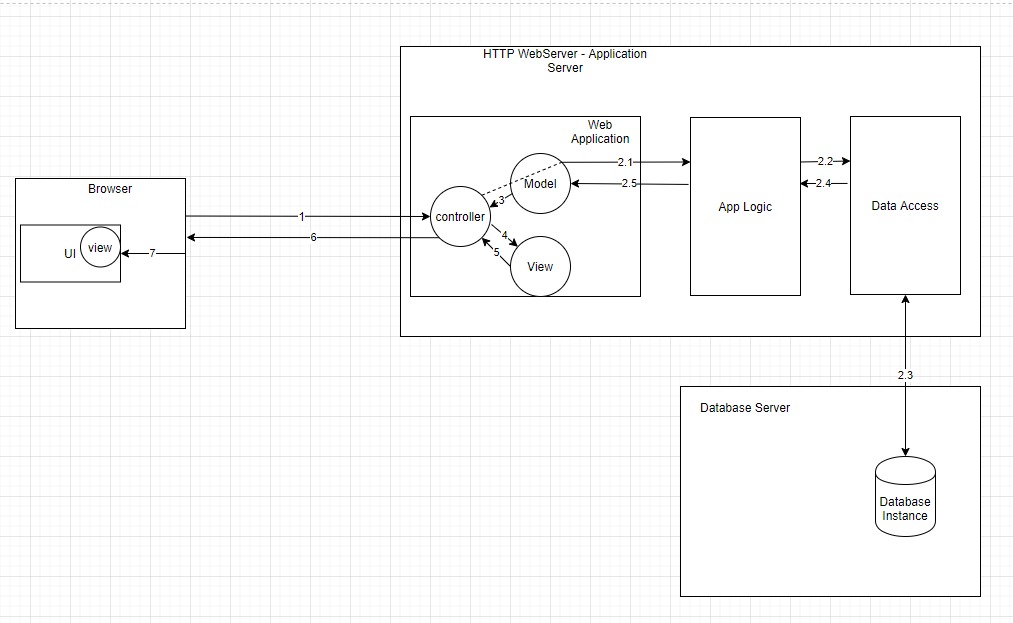 HTTP WebServer - Application
Server
Web
Application
2.1
2.2
Model
2.5
2.4
Browser
3
App Logic
Data Access
1
controller
6
4
view
UI
7
5
View
2.3
Database Server
Database
Instance